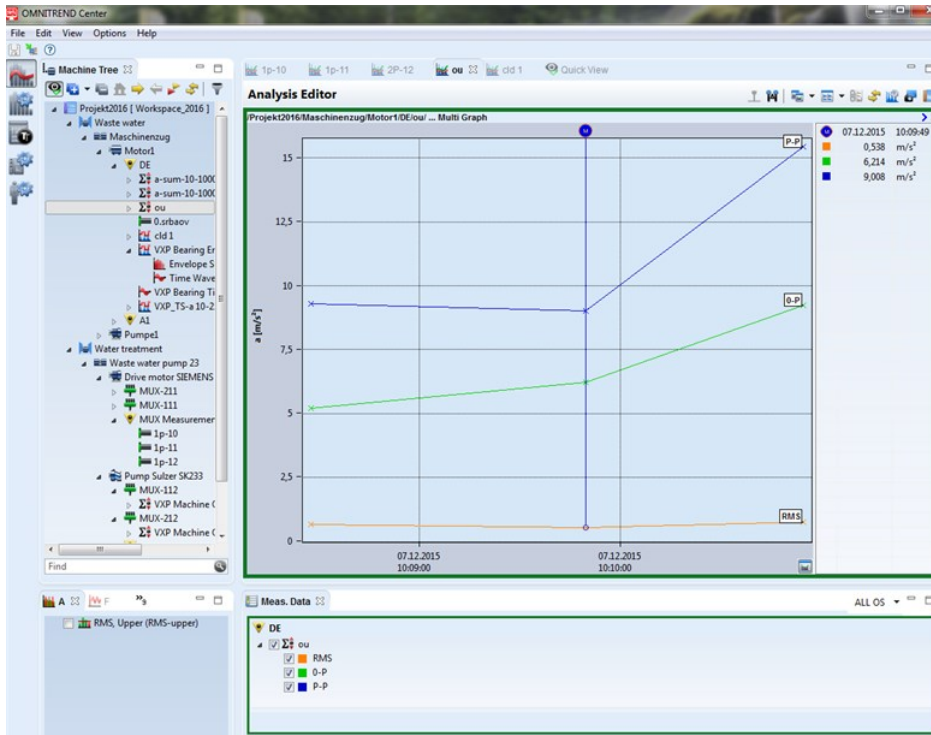 OMNITREND Center
File Edit View Options Help
Machine Tree
Projekt2016 [ Workspace_2016 ]
Waste water
Maschinenzug
Motor1
DE
a-sum-10-1000
a-sum-10-1000
ou
0.srbaov
cld 1
VXP Bearing Er
Envelope S
Time Wave
VXP Bearing Ti
VXP_TS-a 10-2
A1
Pumpe1
Water treatment
Waste water pump 23
Drive motor SIEMENS
MUX-211
MUX-111
MUX Measuremer
1p-10
1p-11
1p-12
Pump Sulzer SK233
MUX-112
VXP Machine C
MUX-212
VXP Machine C
Find
1p-10 1p-11 2P-12 ou cld 1 Quick View
Analysis Editor
/Projekt2016/Maschinenzug/Motor1/DE/ou/ ... Multi Graph
M
P-P
0-P
RMS
a [m/s²]
15
12,5
10
7,5
5
2,5
0
07.12.2015 07.12.2015
10:09:00 10:10:00
07.12.2015 10:09:49
0,538 m/s²
6,214 m/s²
9,008 m/s²
A F »9
RMS, Upper (RMS-upper)
Meas. Data ALL OS
DE
ou
RMS
0-P
P-P